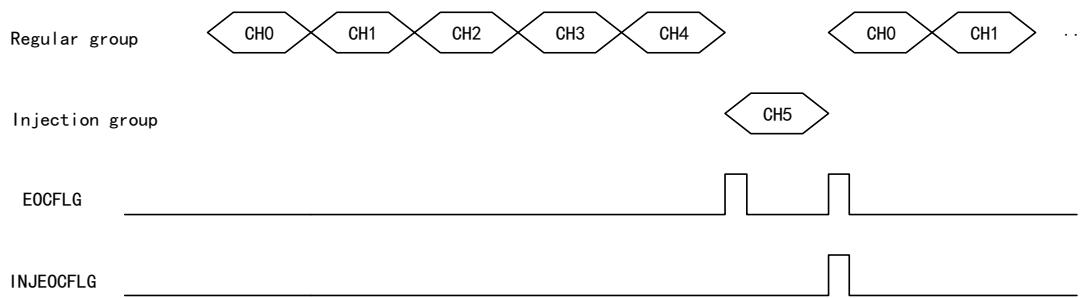 Regular group CH0 CH1 CH2 CH3 CH4 CH0 CH1 ..
Injection group CH5
EOCFLG
INJEOCFLG